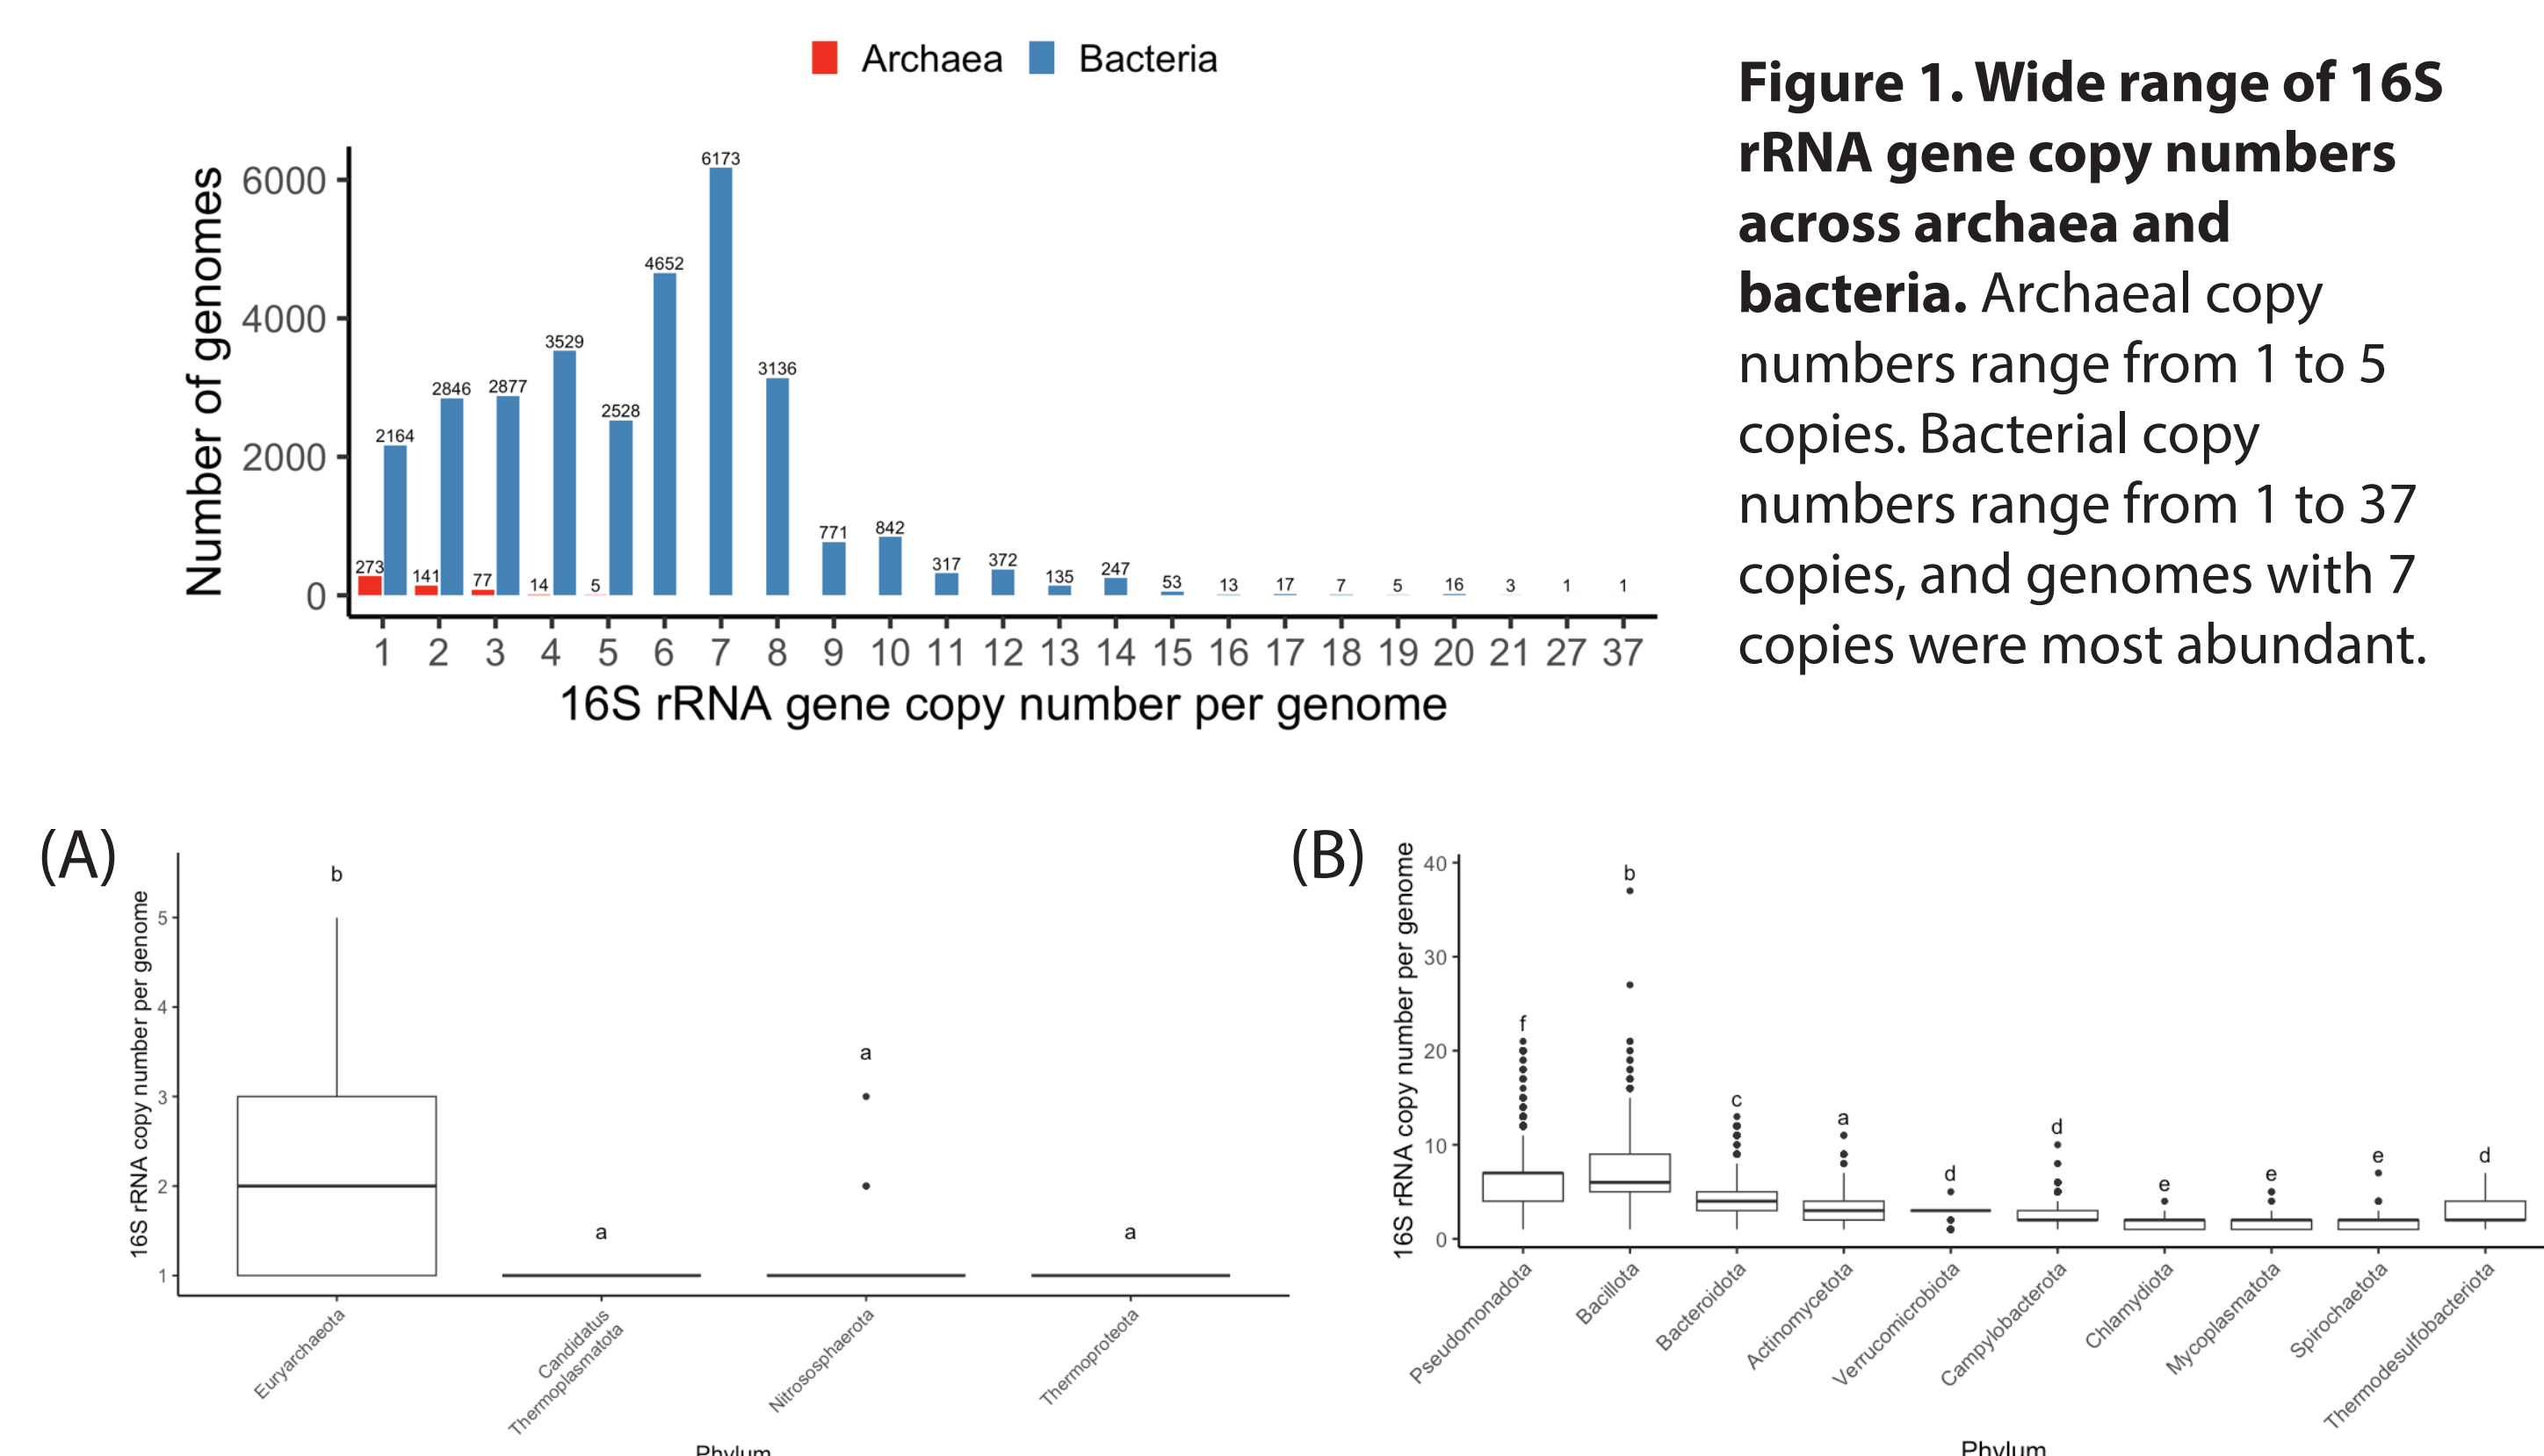 Archaea Bacteria
Number of genomes
6000
4000
2000
0
273 2164
141 2846
77 2877
14 3529
5 2528
4652
6173
3136
771
842
317
372
135
247
53
13
17
7
5
16
3
1
1
1 2 3 4 5 6 7 8 9 10 11 12 13 14 15 16 17 18 19 20 21 27 37
16S rRNA gene copy number per genome
Figure 1. Wide range of 16S
rRNA gene copy numbers
across archaea and
bacteria. Archaeal copy
numbers range from 1 to 5
copies. Bacterial copy
numbers range from 1 to 37
copies, and genomes with 7
copies were most abundant.
(A)
16S rRNA copy number per genome
5
4
3
2
1
b
a
a
a
Euryarchaeota
Candidatus
Thermoplasmatota
Nitrososphaerota
Thermoproteota
Phylum
(B)
16S rRNA copy number per genome
40
30
20
10
0
f
b
c
a
d
d
e
e
e
d
Pseudomonadota
Bacillota
Bacteroidota
Actinomycetota
Verrucomicrobiota
Campylobacterota
Chlamydiota
Mycoplasmatota
Spirochaetota
Thermodesulfobacteriota
Phylum